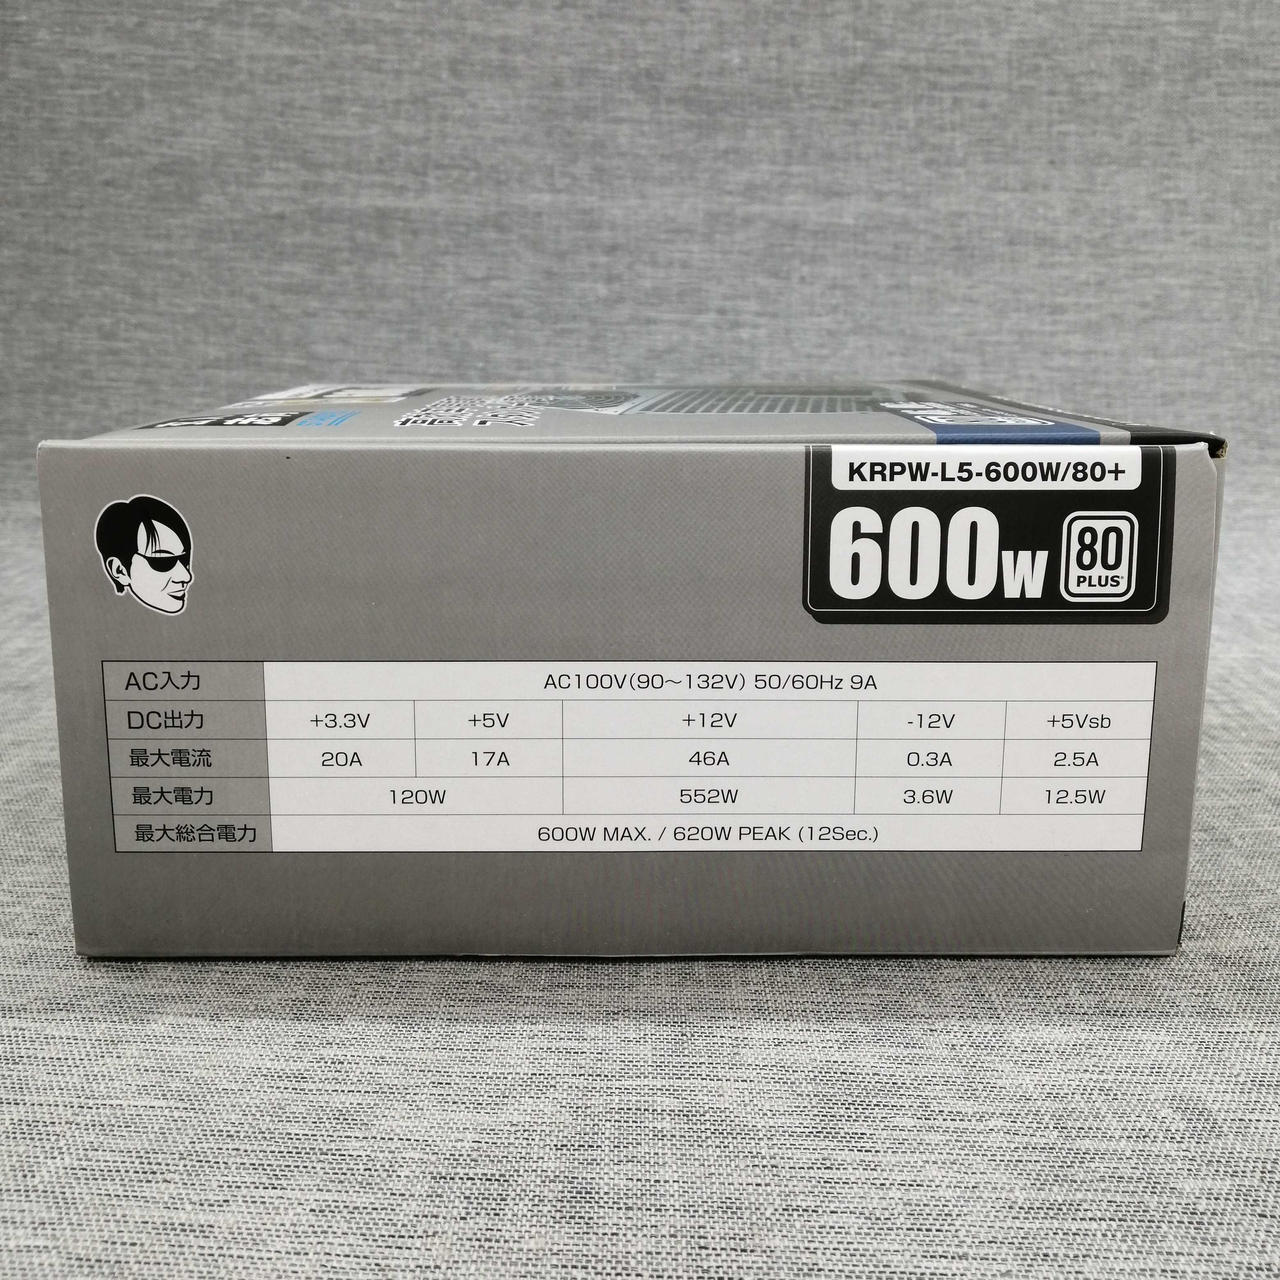 KRPW-L5-600W/80+
600W
80
PLUS
AC入力 AC100V(90～132V) 50/60Hz 9A
DC出力 +3.3V +5V +12V -12V +5Vsb
最大電流 20A 17A 46A 0.3A 2.5A
最大電力 120W 552W 3.6W 12.5W
最大総合電力 600W MAX. / 620W PEAK (12Sec.)